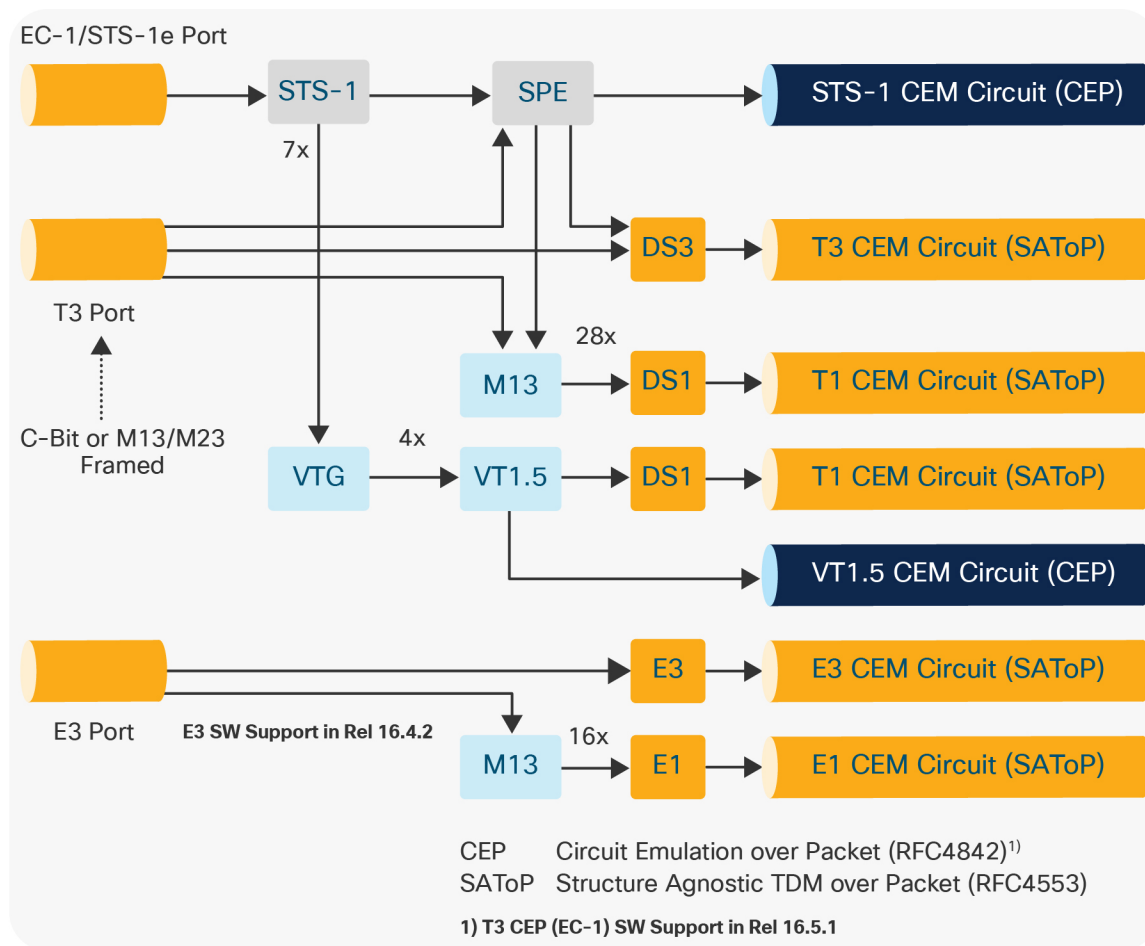 EC-1/STS-1e Port
STS-1
SPE
STS-1 CEM Circuit (CEP)
7x
DS3
T3 CEM Circuit (SAToP)
T3 Port
28x
M13
DS1
T1 CEM Circuit (SAToP)
C-Bit or M13/M23
Framed
4x
VTG
VT1.5
DS1
T1 CEM Circuit (SAToP)
VT1.5 CEM Circuit (CEP)
E3
E3 CEM Circuit (SAToP)
E3 Port
E3 SW Support in Rel 16.4.2
16x
M13
E1
E1 CEM Circuit (SAToP)
CEP Circuit Emulation over Packet (RFC4842)1)
SAToP Structure Agnostic TDM over Packet (RFC4553)
1) T3 CEP (EC-1) SW Support in Rel 16.5.1